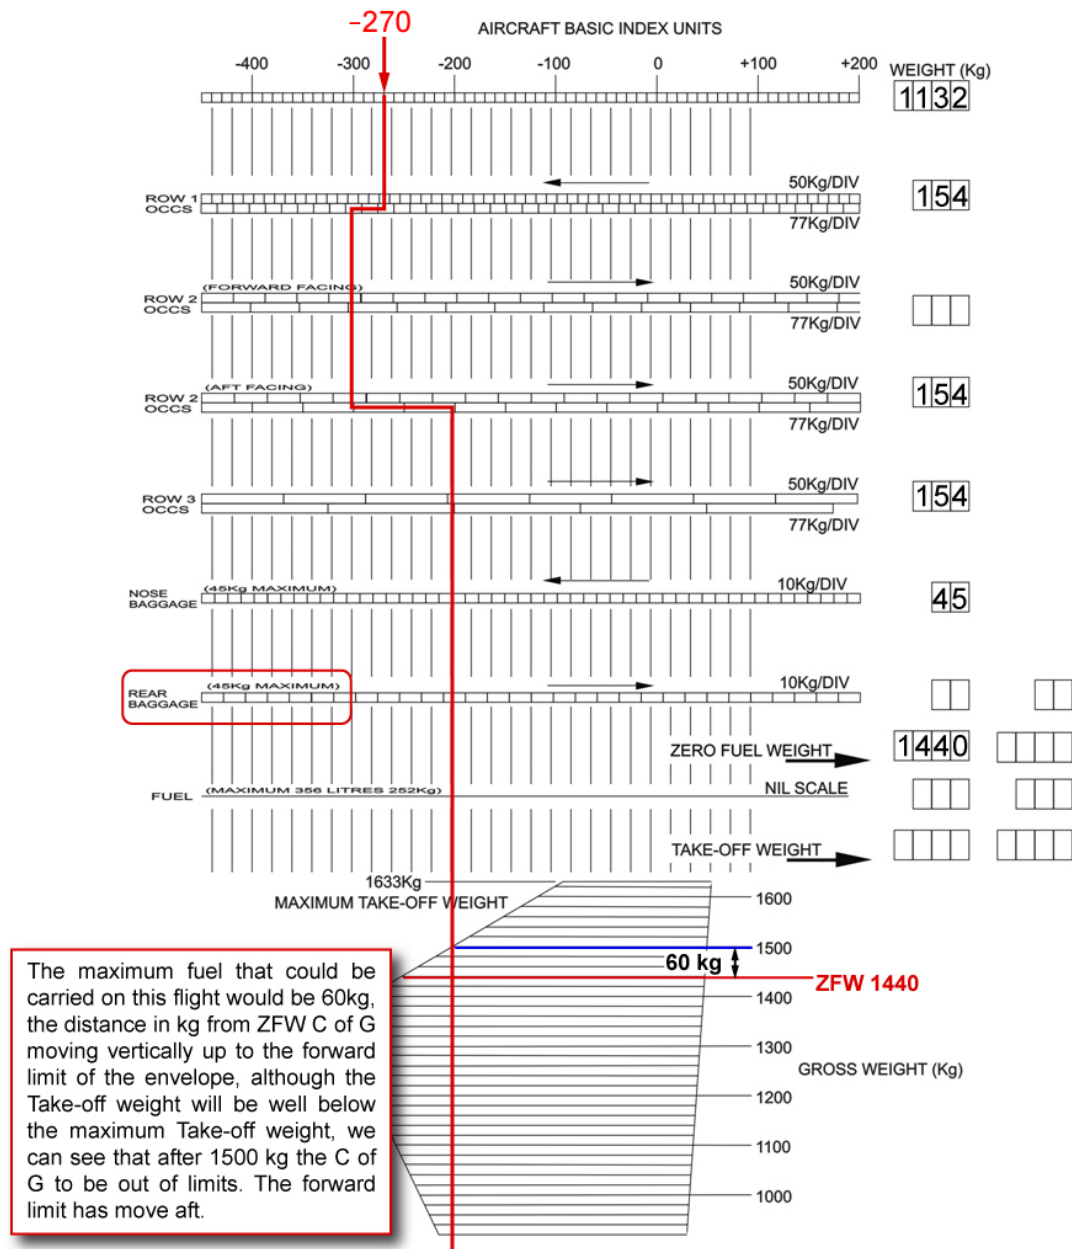 -270
AIRCRAFT BASIC INDEX UNITS
-400 -300 -200 -100 0 +100 +200
WEIGHT (Kg)
1132
50Kg/DIV
ROW 1
OCCS
154
77Kg/DIV
(FORWARD FACING)
50Kg/DIV
ROW 2
OCCS
77Kg/DIV
(AFT FACING)
50Kg/DIV
ROW 2
OCCS
154
77Kg/DIV
50Kg/DIV
ROW 3
OCCS
154
77Kg/DIV
NOSE
BAGGAGE
(45Kg MAXIMUM)
10Kg/DIV
45
REAR
BAGGAGE
(45Kg MAXIMUM)
10Kg/DIV
ZERO FUEL WEIGHT
1440
FUEL
(MAXIMUM 356 LITRES 252Kg)
NIL SCALE
TAKE-OFF WEIGHT
1633Kg
MAXIMUM TAKE-OFF WEIGHT
1600
1500
60 kg
ZFW 1440
1400
1300
GROSS WEIGHT (Kg)
1200
1100
1000
The maximum fuel that could be
carried on this flight would be 60kg,
the distance in kg from ZFW C of G
moving vertically up to the forward
limit of the envelope, although the
Take-off weight will be well below
the maximum Take-off weight, we
can see that after 1500 kg the C of
G to be out of limits. The forward
limit has move aft.